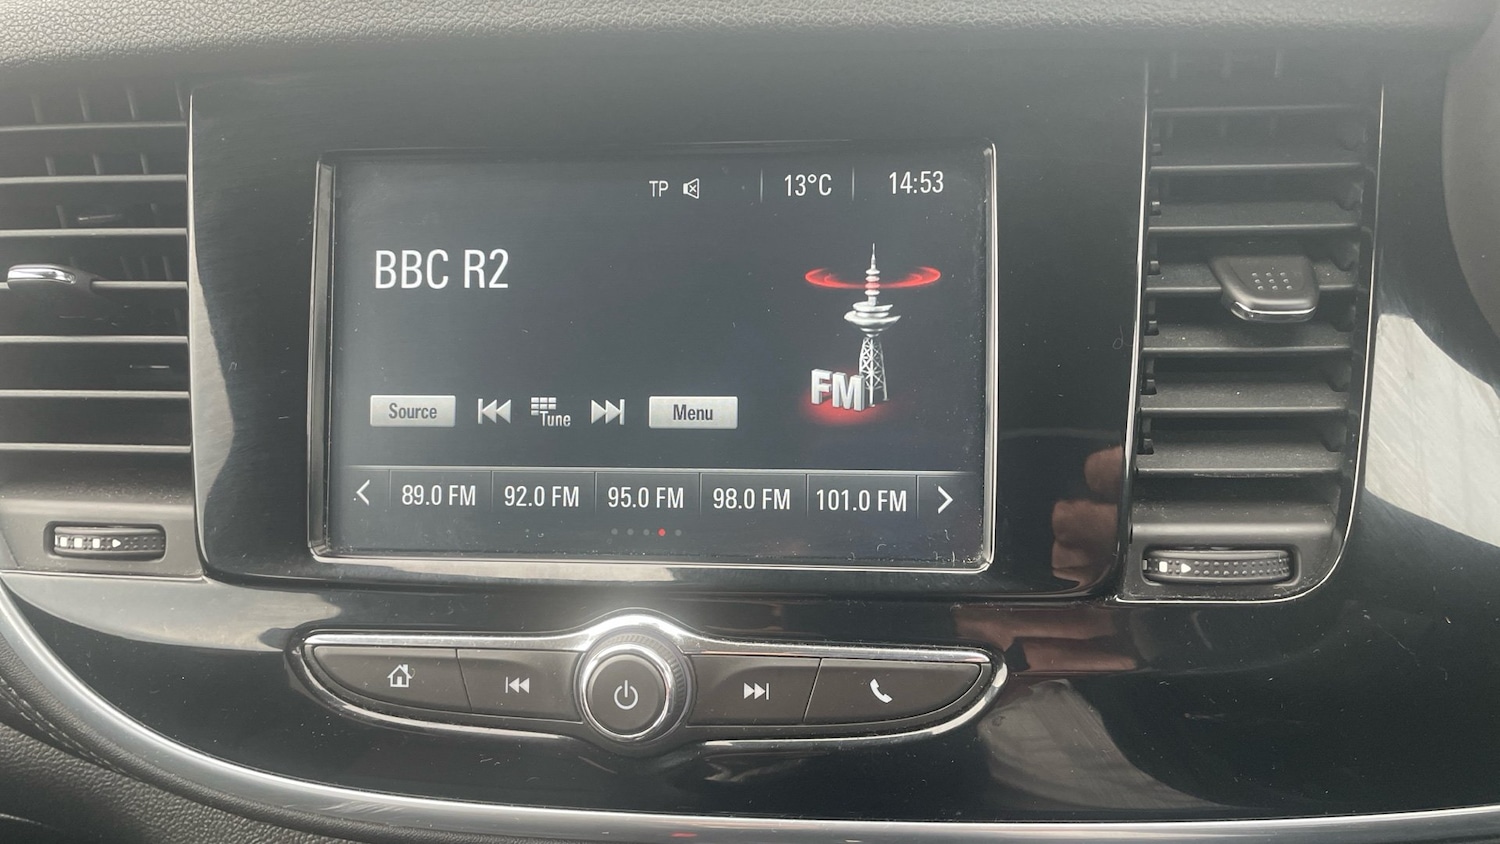 TP 13°C 14:53
BBC R2
FM
Source Tune Menu
89.0 FM 92.0 FM 95.0 FM 98.0 FM 101.0 FM